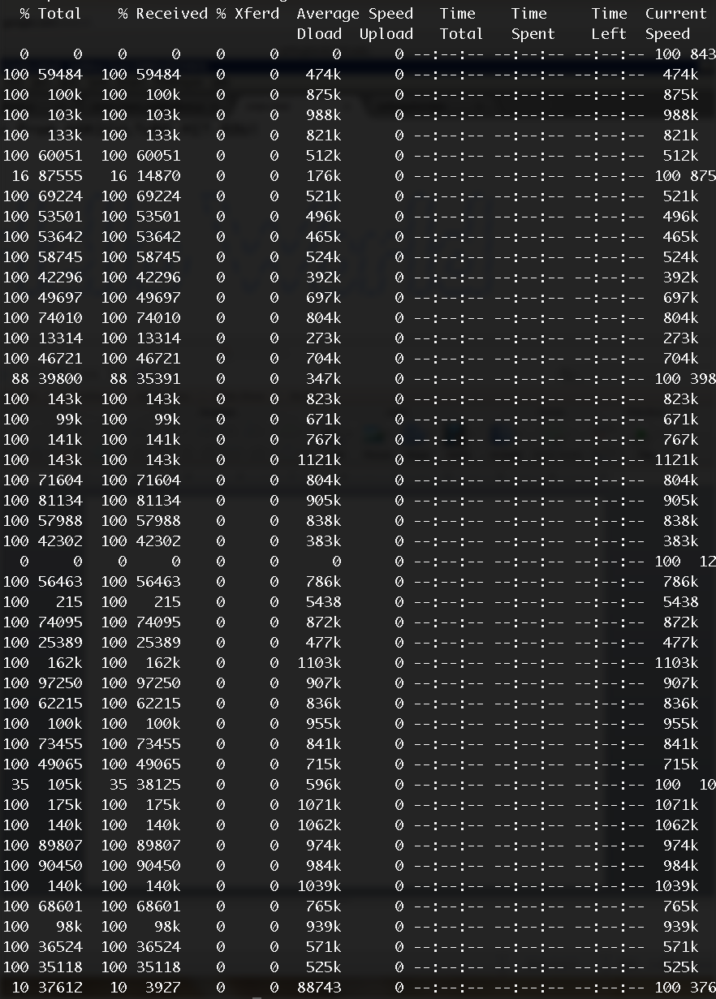 % Total % Received % Xferd Average Speed Time Time Time Current
Dload Upload Total Spent Left Speed
0 0 0 0 0 0 0 0 --:--:-- --:--:-- --:--:-- 100 843
100 59484 100 59484 0 0 474k 0 --:--:-- --:--:-- --:--:-- 474k
100 100k 100 100k 0 0 875k 0 --:--:-- --:--:-- --:--:-- 875k
100 103k 100 103k 0 0 988k 0 --:--:-- --:--:-- --:--:-- 988k
100 133k 100 133k 0 0 821k 0 --:--:-- --:--:-- --:--:-- 821k
100 60051 100 60051 0 0 512k 0 --:--:-- --:--:-- --:--:-- 512k
16 87555 16 14870 0 0 176k 0 --:--:-- --:--:-- --:--:-- 100 875
100 69224 100 69224 0 0 521k 0 --:--:-- --:--:-- --:--:-- 521k
100 53501 100 53501 0 0 496k 0 --:--:-- --:--:-- --:--:-- 496k
100 53642 100 53642 0 0 465k 0 --:--:-- --:--:-- --:--:-- 465k
100 58745 100 58745 0 0 524k 0 --:--:-- --:--:-- --:--:-- 524k
100 42296 100 42296 0 0 392k 0 --:--:-- --:--:-- --:--:-- 392k
100 49697 100 49697 0 0 697k 0 --:--:-- --:--:-- --:--:-- 697k
100 74010 100 74010 0 0 804k 0 --:--:-- --:--:-- --:--:-- 804k
100 13314 100 13314 0 0 273k 0 --:--:-- --:--:-- --:--:-- 273k
100 46721 100 46721 0 0 704k 0 --:--:-- --:--:-- --:--:-- 704k
88 39800 88 35391 0 0 347k 0 --:--:-- --:--:-- --:--:-- 100 398
100 143k 100 143k 0 0 823k 0 --:--:-- --:--:-- --:--:-- 823k
100 99k 100 99k 0 0 671k 0 --:--:-- --:--:-- --:--:-- 671k
100 141k 100 141k 0 0 767k 0 --:--:-- --:--:-- --:--:-- 767k
100 143k 100 143k 0 0 1121k 0 --:--:-- --:--:-- --:--:-- 1121k
100 71604 100 71604 0 0 804k 0 --:--:-- --:--:-- --:--:-- 804k
100 81134 100 81134 0 0 905k 0 --:--:-- --:--:-- --:--:-- 905k
100 57988 100 57988 0 0 838k 0 --:--:-- --:--:-- --:--:-- 838k
100 42302 100 42302 0 0 383k 0 --:--:-- --:--:-- --:--:-- 383k
0 0 0 0 0 0 0 0 --:--:-- --:--:-- --:--:-- 100 12
100 56463 100 56463 0 0 786k 0 --:--:-- --:--:-- --:--:-- 786k
100 215 100 215 0 0 5438 0 --:--:-- --:--:-- --:--:-- 5438
100 74095 100 74095 0 0 872k 0 --:--:-- --:--:-- --:--:-- 872k
100 25389 100 25389 0 0 477k 0 --:--:-- --:--:-- --:--:-- 477k
100 162k 100 162k 0 0 1103k 0 --:--:-- --:--:-- --:--:-- 1103k
100 97250 100 97250 0 0 907k 0 --:--:-- --:--:-- --:--:-- 907k
100 62215 100 62215 0 0 836k 0 --:--:-- --:--:-- --:--:-- 836k
100 100k 100 100k 0 0 955k 0 --:--:-- --:--:-- --:--:-- 955k
100 73455 100 73455 0 0 841k 0 --:--:-- --:--:-- --:--:-- 841k
100 49065 100 49065 0 0 715k 0 --:--:-- --:--:-- --:--:-- 715k
35 105k 35 38125 0 0 596k 0 --:--:-- --:--:-- --:--:-- 100 10
100 175k 100 175k 0 0 1071k 0 --:--:-- --:--:-- --:--:-- 1071k
100 140k 100 140k 0 0 1062k 0 --:--:-- --:--:-- --:--:-- 1062k
100 89807 100 89807 0 0 974k 0 --:--:-- --:--:-- --:--:-- 974k
100 90450 100 90450 0 0 984k 0 --:--:-- --:--:-- --:--:-- 984k
100 140k 100 140k 0 0 1039k 0 --:--:-- --:--:-- --:--:-- 1039k
100 68601 100 68601 0 0 765k 0 --:--:-- --:--:-- --:--:-- 765k
100 98k 100 98k 0 0 939k 0 --:--:-- --:--:-- --:--:-- 939k
100 36524 100 36524 0 0 571k 0 --:--:-- --:--:-- --:--:-- 571k
100 35118 100 35118 0 0 525k 0 --:--:-- --:--:-- --:--:-- 525k
10 37612 10 3927 0 0 88743 0 --:--:-- --:--:-- --:--:-- 100 376